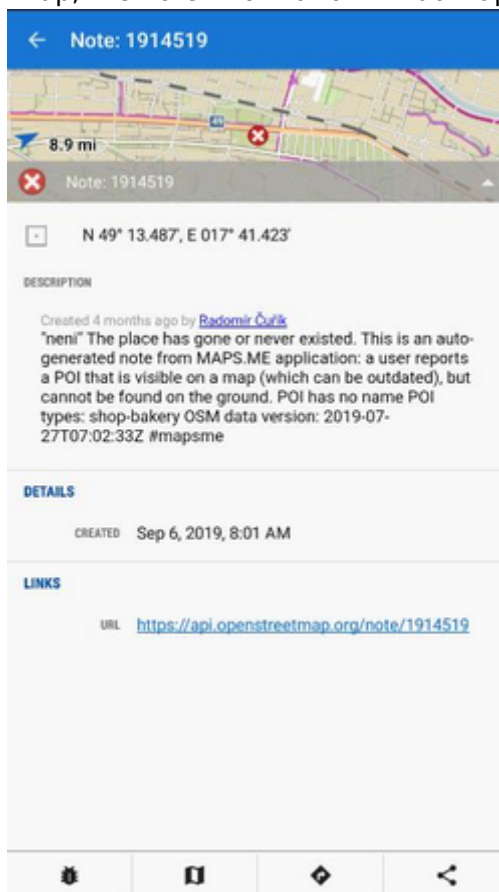 Note: 1914519
49
8.9 mi
Note: 1914519
N 49° 13.487', E 017° 41.423'
DESCRIPTION
Created 4 months ago by Radomír Čuřík
"neni" The place has gone or
never existed. This is an auto-
generated note from MAPS.ME application: a user reports
a POI that is visible on a map (which can be outdated), but
cannot be found on the ground. POI has no name POI
types: shop-bakery OSM data version: 2019-07-
27T07:02:33Z #mapsme
DETAILS
CREATED Sep 6, 2019, 8:01 AM
LINKS
URL https://api.openstreetmap.org/note/1914519